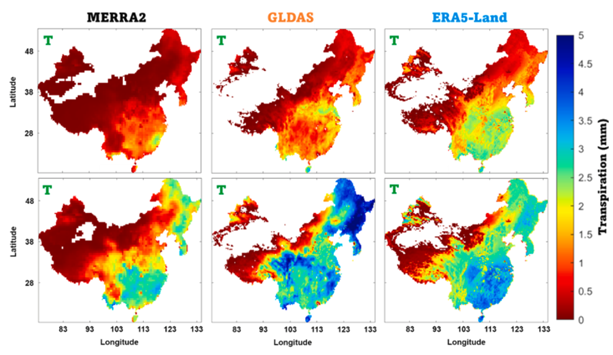 MERRA2 GLDAS ERA5-Land
T T T
48
38
28
Latitude
T T T
48
38
28
Latitude
83 93 103 113 123 133 83 93 103 113 123 133 83 93 103 113 123 133
Longitude Longitude Longitude
5
4.5
4
3.5
3
2.5
2
1.5
1
0.5
0
Transpiration (mm)